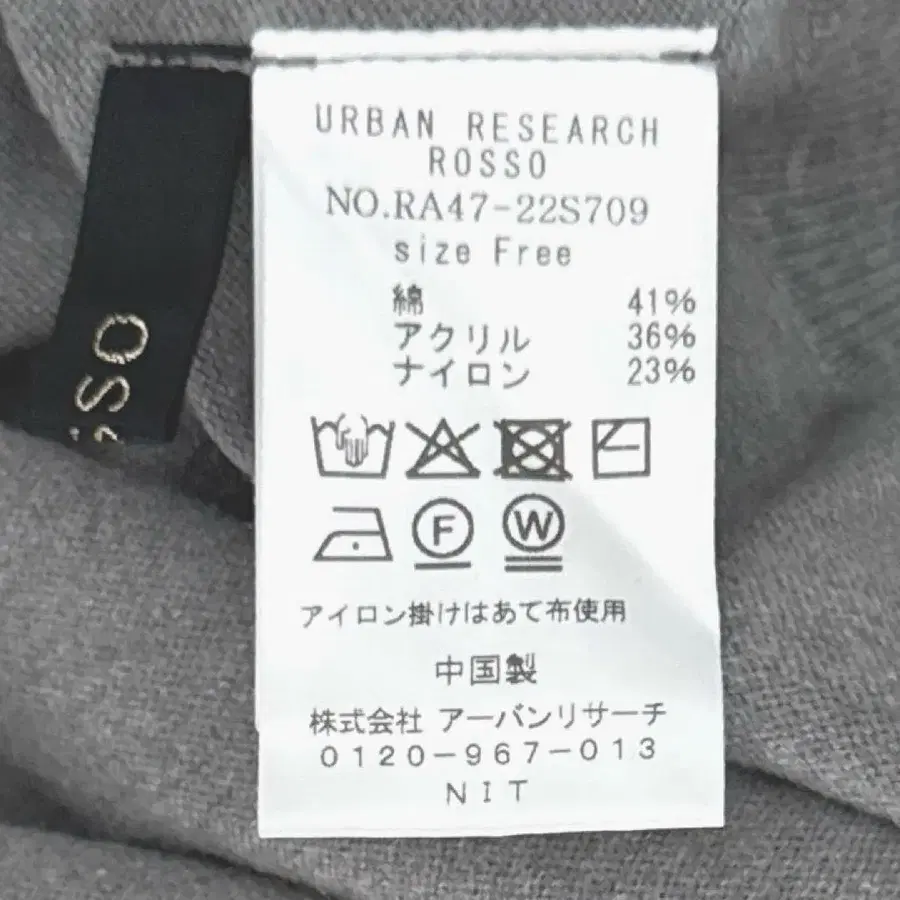 URBAN RESEARCH
ROSSO
NO.RA47-22S709
size Free
綿 41%
アクリル 36%
ナイロン 23%
F W
アイロン掛けはあて布使用
中国製
株式会社 アーバンリサーチ
0120-967-013
NIT
SSO